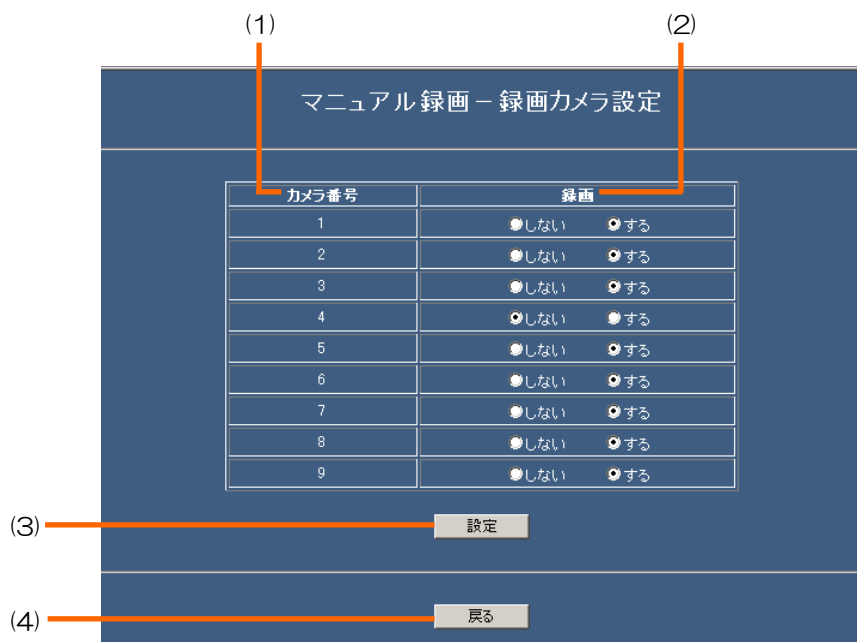 (1) (2)
マニュアル録画－録画カメラ設定
カメラ番号 録画
1 しない する
2 しない する
3 しない する
4 しない する
5 しない する
6 しない する
7 しない する
8 しない する
9 しない する
(3) 設定
(4) 戻る